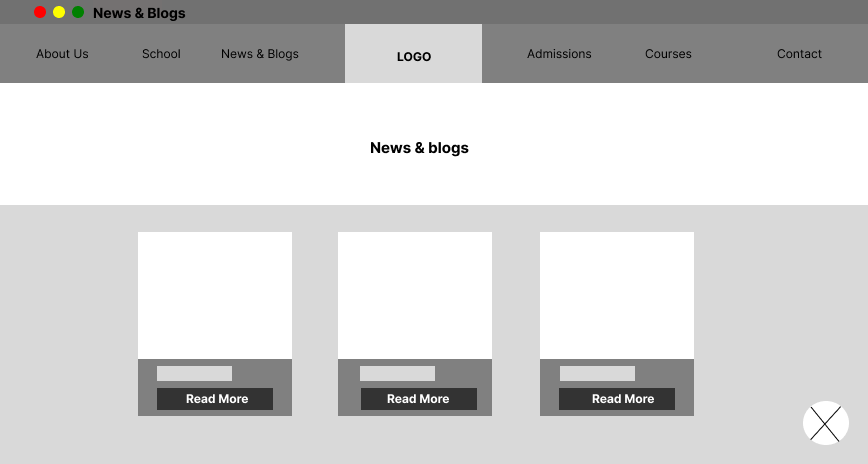 News & Blogs
About Us School News & Blogs LOGO Admissions Courses Contact
News & blogs
Read More Read More Read More